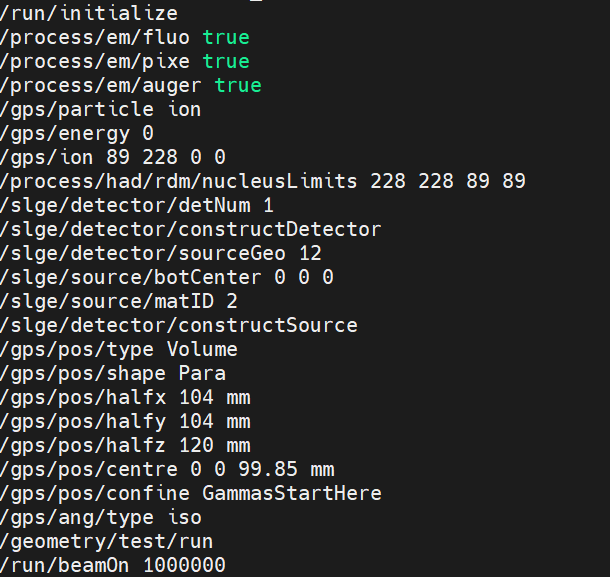 /run/initialize
/process/em/fluo true
/process/em/pixe true
/process/em/auger true
/gps/particle ion
/gps/energy 0
/gps/ion 89 228 0 0
/process/had/rdm/nucleusLimits 228 228 89 89
/slge/detector/detNum 1
/slge/detector/constructDetector
/slge/detector/sourceGeo 12
/slge/source/botCenter 0 0 0
/slge/source/matID 2
/slge/detector/constructSource
/gps/pos/type Volume
/gps/pos/shape Para
/gps/pos/halfx 104 mm
/gps/pos/halfy 104 mm
/gps/pos/halfz 120 mm
/gps/pos/centre 0 0 99.85 mm
/gps/pos/confine GammasStartHere
/gps/ang/type iso
/geometry/test/run
/run/beamOn 1000000